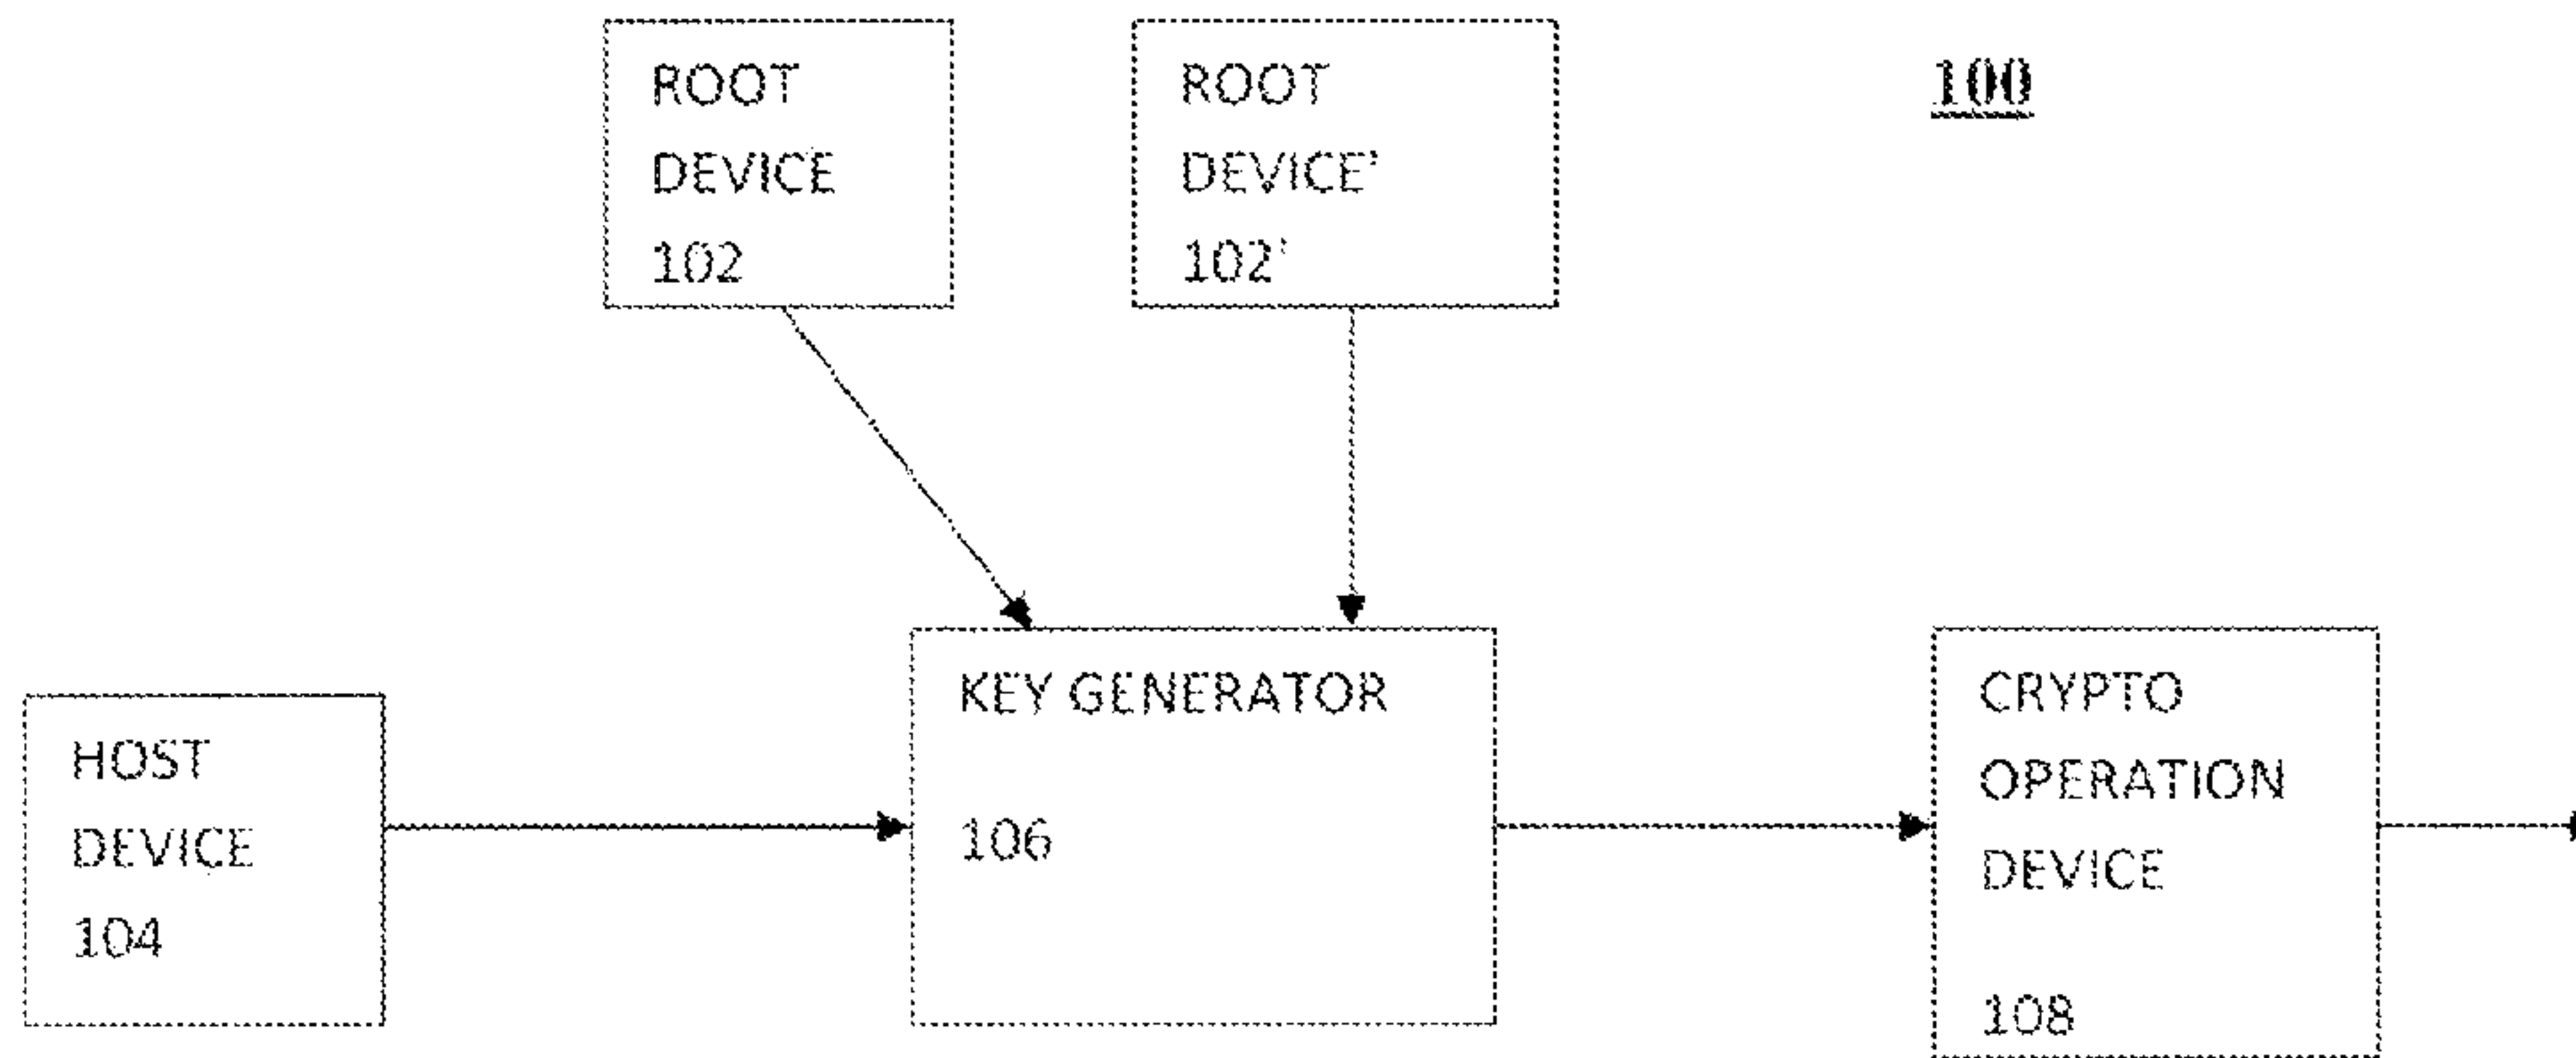 ROOT
DEVICE
102
ROOT
DEVICE'
102'
100
HOST
DEVICE
104
KEY GENERATOR
106
CRYPTO
OPERATION
DEVICE
108